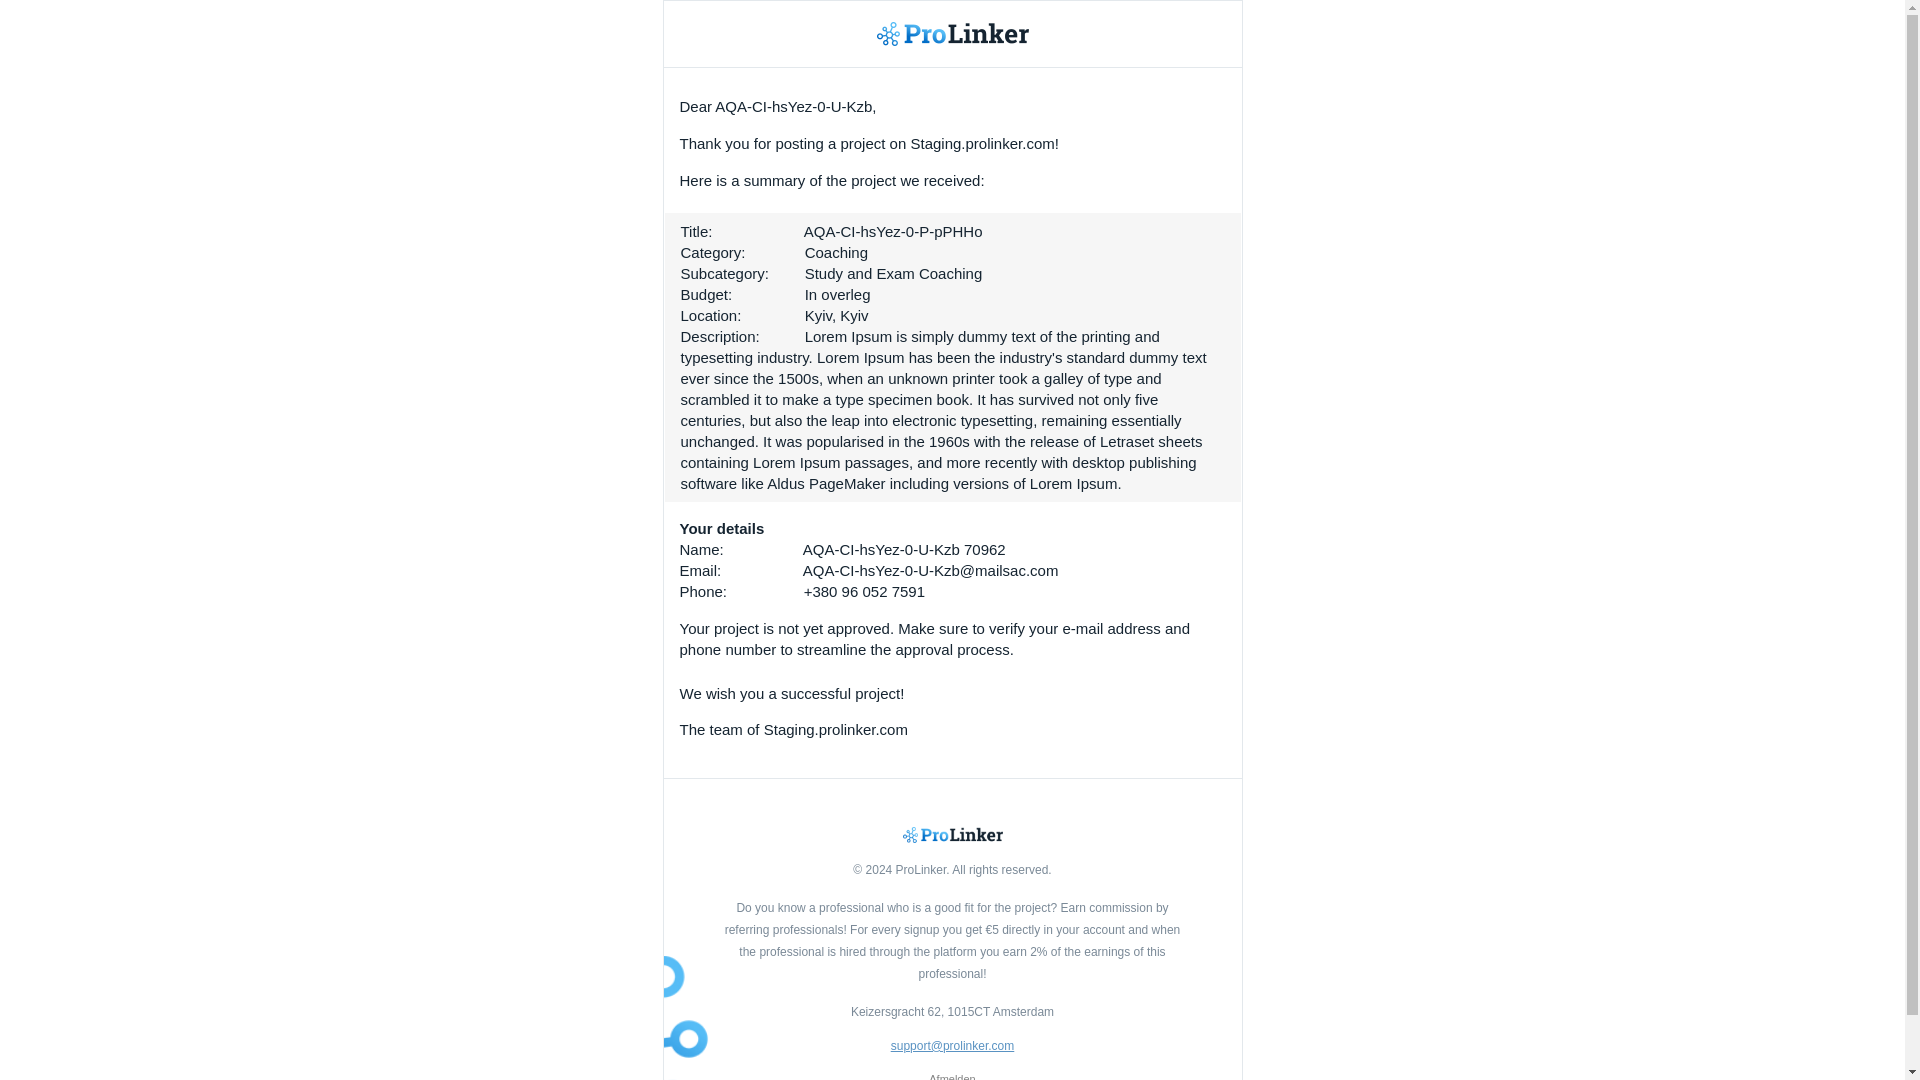 ProLinker
Dear AQA-CI-hsYez-0-U-Kzb,
Thank you for posting a project on Staging.prolinker.com!
Here is a summary of the project we received:
Title: AQA-CI-hsYez-0-P-pPHHo
Category: Coaching
Subcategory: Study and Exam Coaching
Budget: In overleg
Location: Kyiv, Kyiv
Description: Lorem Ipsum is simply dummy text of the printing and
typesetting industry. Lorem Ipsum has been the industry's standard dummy text
ever since the 1500s, when an unknown printer took a galley of type and
scrambled it to make a type specimen book. It has survived not only five
centuries, but also the leap into electronic typesetting, remaining essentially
unchanged. It was popularised in the 1960s with the release of Letraset sheets
containing Lorem Ipsum passages, and more recently with desktop publishing
software like Aldus PageMaker including versions of Lorem Ipsum.
Your details
Name: AQA-CI-hsYez-0-U-Kzb 70962
Email: AQA-CI-hsYez-0-U-Kzb@mailsac.com
Phone: +380 96 052 7591
Your project is not yet approved. Make sure to verify your e-mail address and
phone number to streamline the approval process.
We wish you a successful project!
The team of Staging.prolinker.com
ProLinker
© 2024 ProLinker. All rights reserved.
Do you know a professional who is a good fit for the project? Earn commission by
referring professionals! For every signup you get €5 directly in your account and when
the professional is hired through the platform you earn 2% of the earnings of this
professional!
Keizersgracht 62, 1015CT Amsterdam
support@prolinker.com
Afmelden